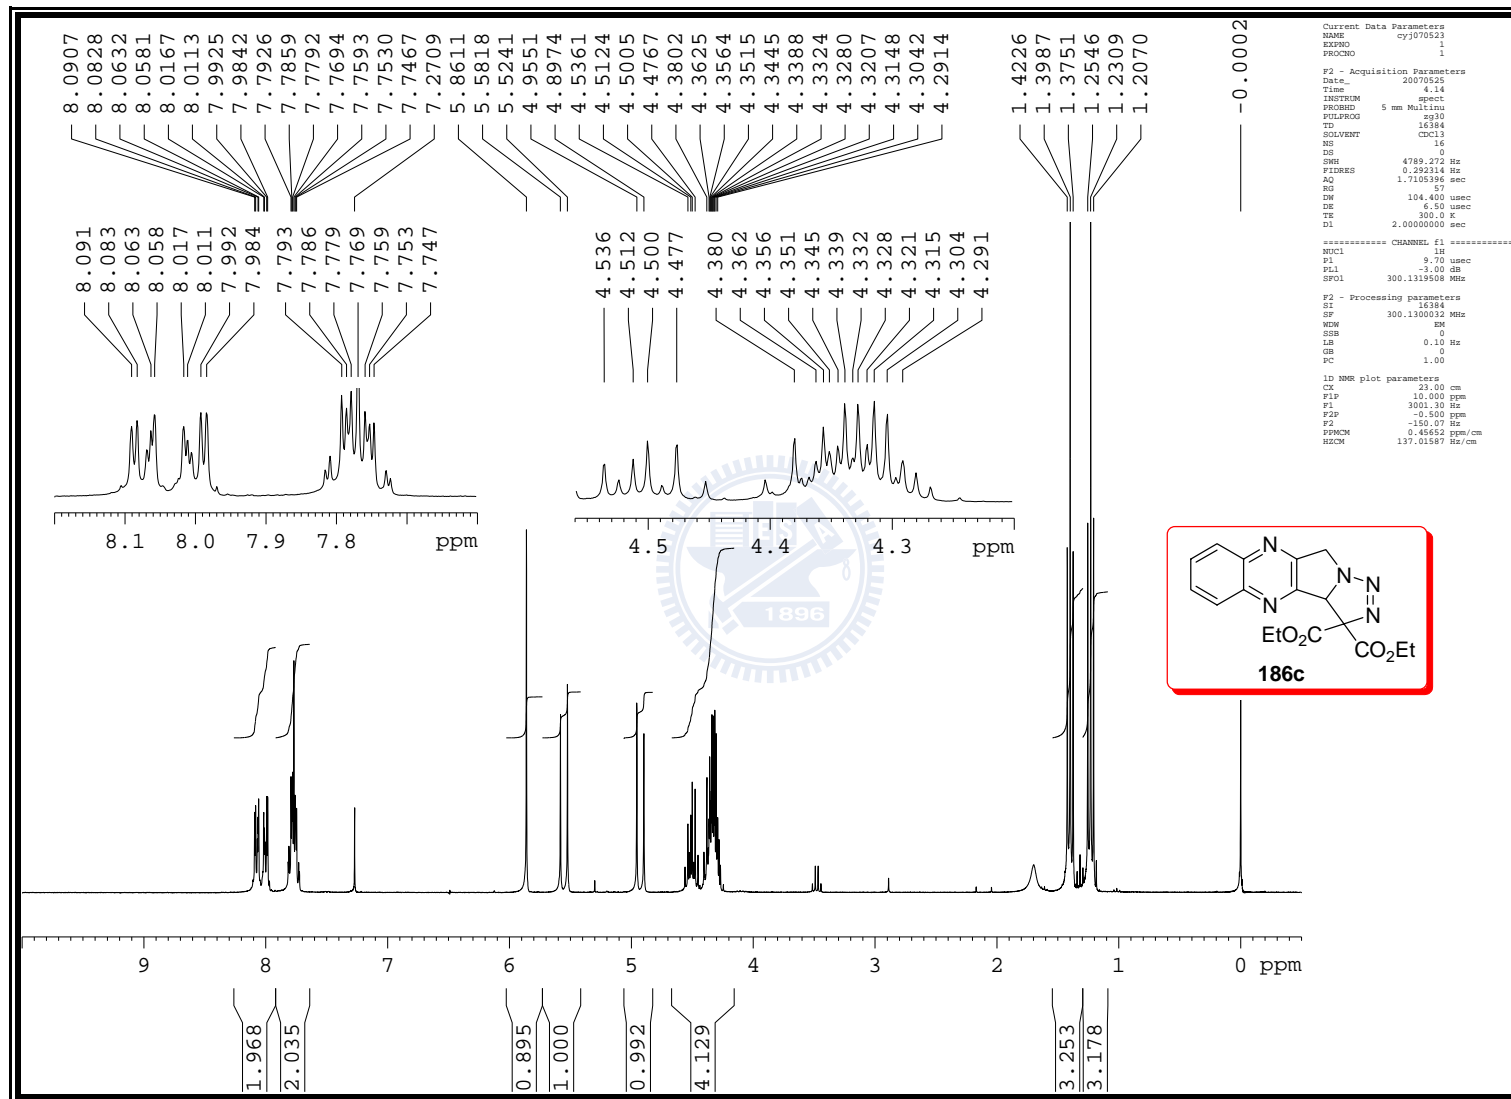 8.0907
8.0828
8.0632
8.0581
8.0167
8.0113
7.9925
7.9842
7.7926
7.7859
7.7792
7.7694
7.7593
7.7530
7.7467
7.2709
5.8611
5.5818
5.5241
4.9551
4.8974
4.5361
4.5124
4.5005
4.4767
4.3802
4.3625
4.3564
4.3515
4.3445
4.3388
4.3324
4.3280
4.3207
4.3148
4.3042
4.2914
1.4226
1.3987
1.3751
1.2546
1.2309
1.2070
-0.0002
8.091
8.083
8.063
8.058
8.017
8.011
7.992
7.984
7.793
7.786
7.779
7.769
7.759
7.753
7.747
4.536
4.512
4.500
4.477
4.380
4.362
4.356
4.351
4.345
4.339
4.332
4.328
4.321
4.315
4.304
4.291
8.1 8.0 7.9 7.8 ppm
4.5 4.4 4.3 ppm
1896
Current Data Parameters
NAME cyj070523
EXPNO 1
PROCNO 1
F2 - Acquisition Parameters
Date_ 20070525
Time 4.14
INSTRUM spect
PROBHD 5 mm Multinu
PULPROG zg30
TD 16384
SOLVENT CDCl3
NS 16
DS 0
SWH 4789.272 Hz
FIDRES 0.292314 Hz
AQ 1.7105396 sec
RG 57
DW 104.400 usec
DE 6.50 usec
TE 300.0 K
D1 2.00000000 sec
============ CHANNEL f1 ============
NUC1 1H
P1 9.70 usec
PL1 -3.00 dB
SFO1 300.1319508 MHz
F2 - Processing parameters
SI 16384
SF 300.1300032 MHz
WDW EM
SSB 0
LB 0.10 Hz
GB 0
PC 1.00
1D NMR plot parameters
CX 23.00 cm
F1P 10.000 ppm
F1 3001.30 Hz
F2P -0.500 ppm
F2 -150.07 Hz
PPMCM 0.45652 ppm/cm
HZCM 137.01587 Hz/cm
N
N N
N N
EtO2C
CO2Et
186c
9 8 7 6 5 4 3 2 1 0 ppm
1.968
2.035
0.895
1.000
0.992
4.129
3.253
3.178